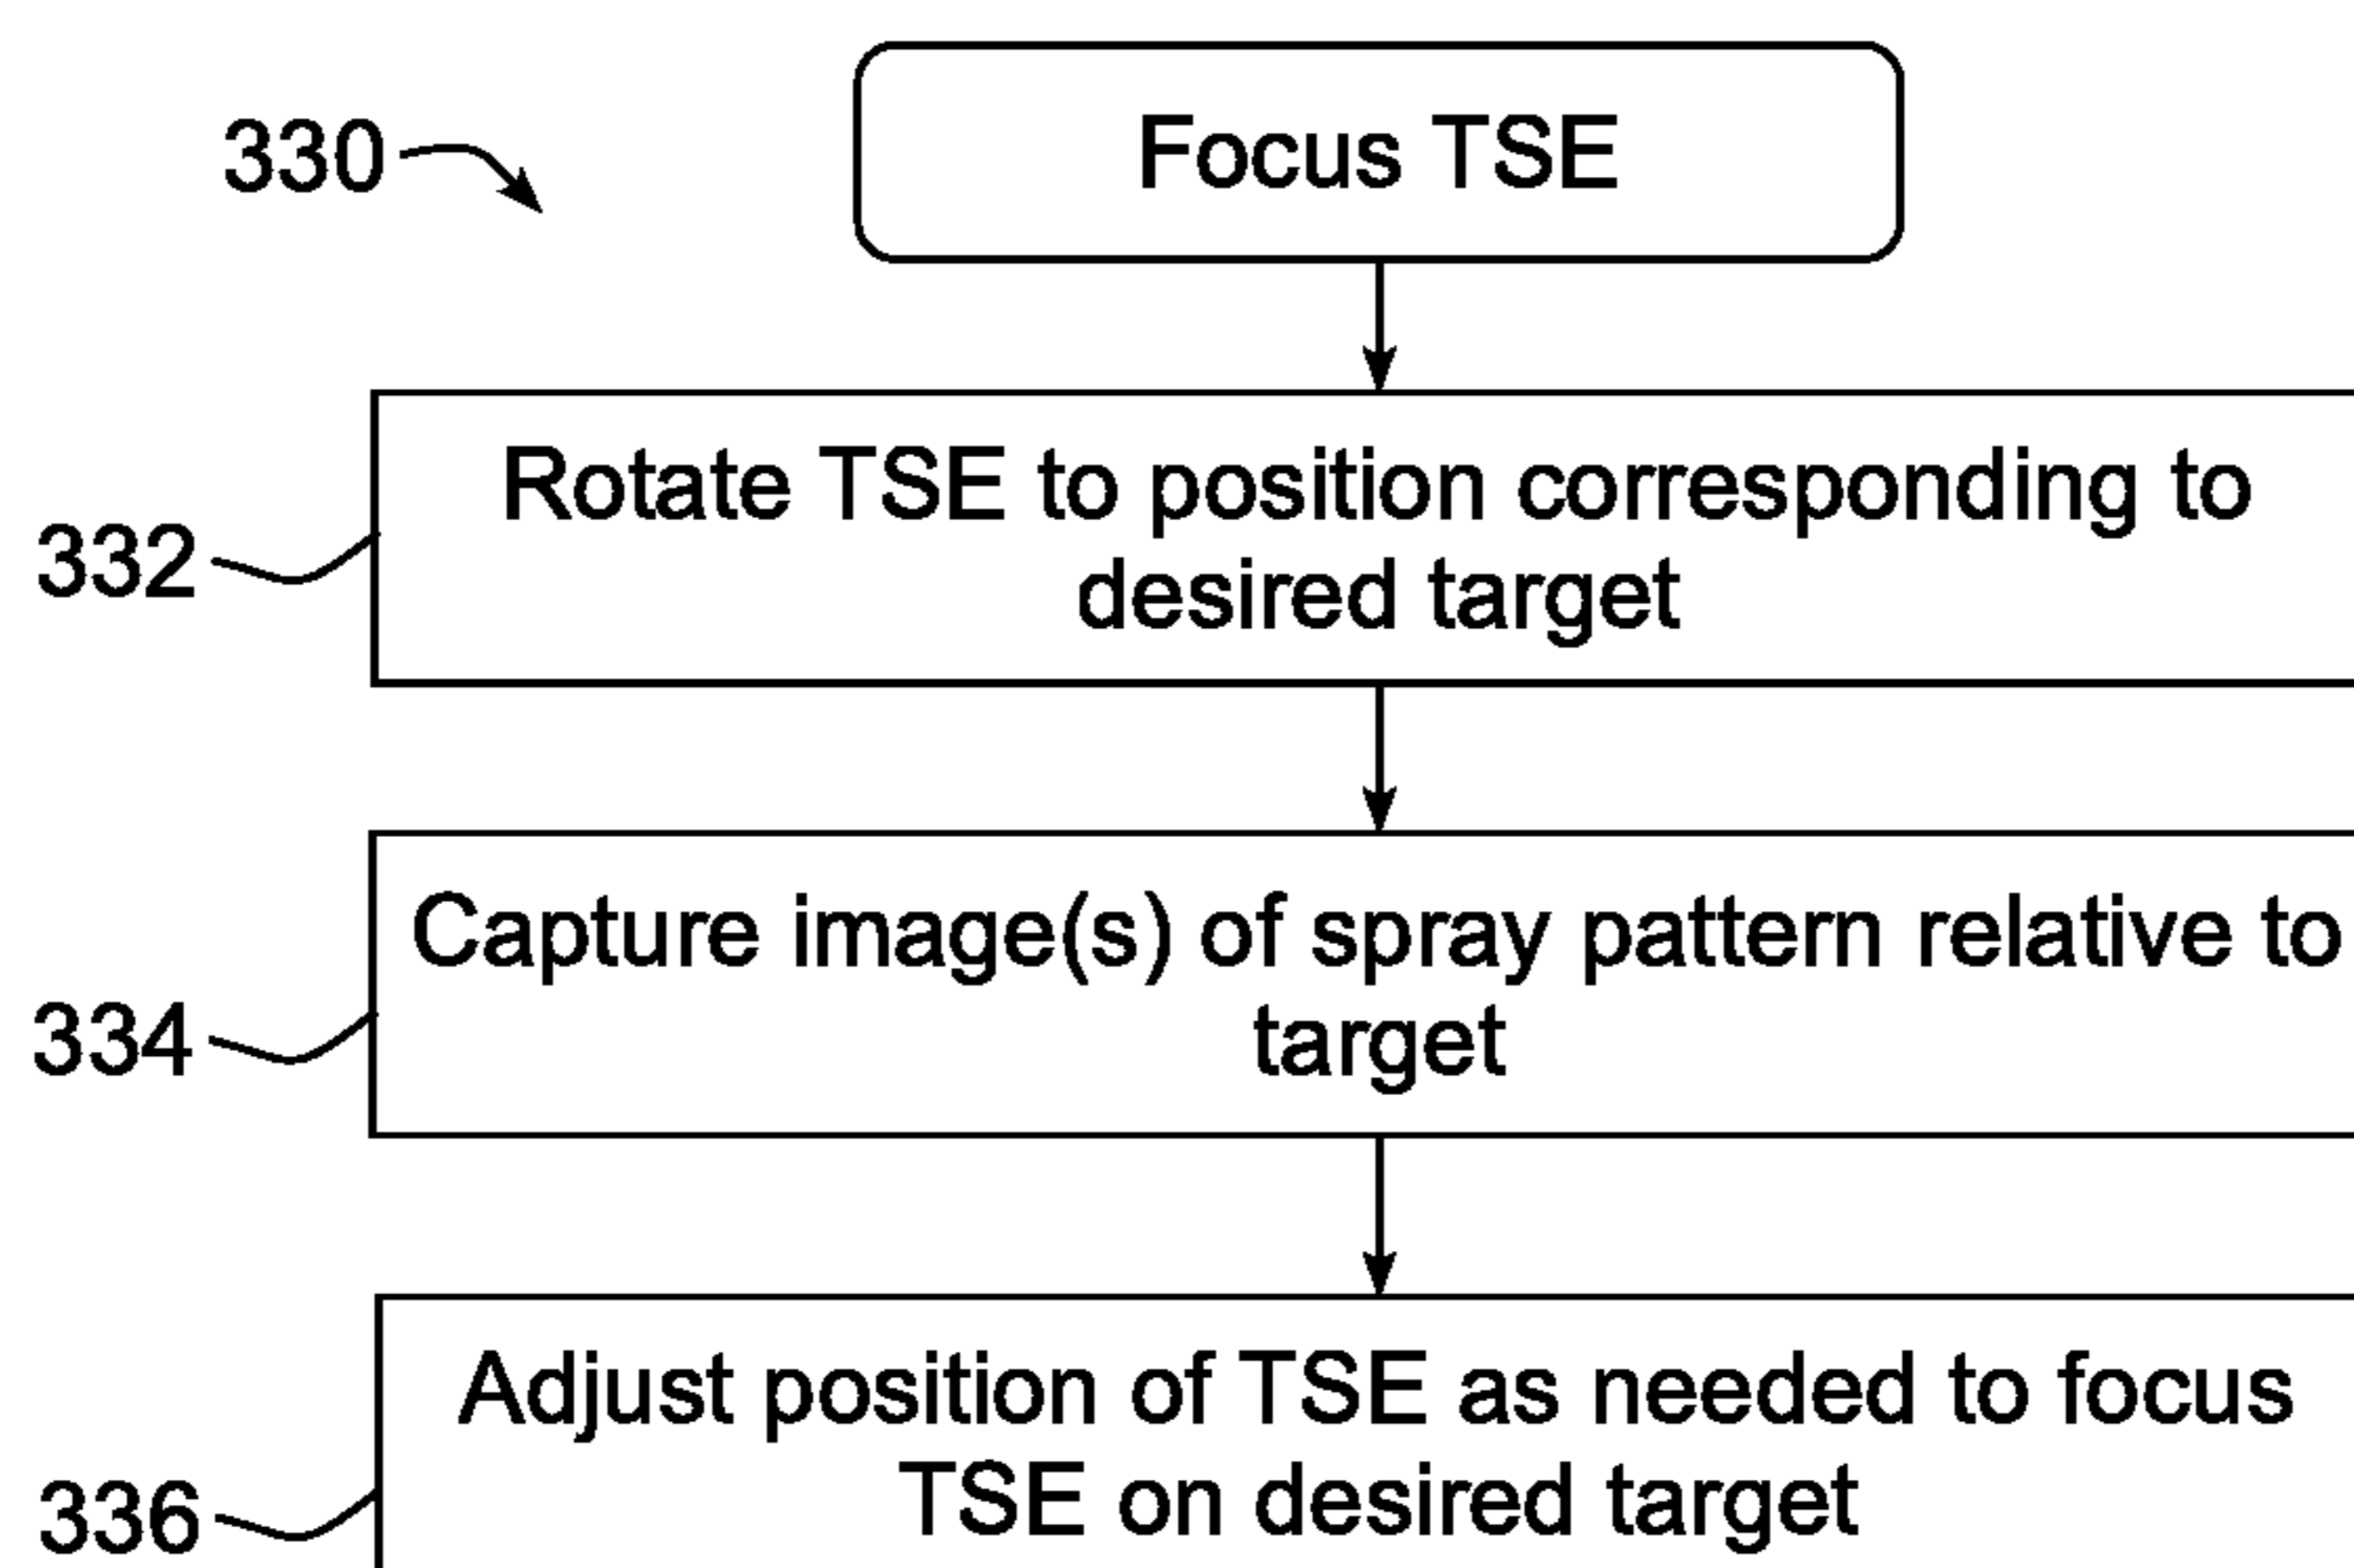 330
Focus TSE
332
Rotate TSE to position corresponding to
desired target
334
Capture image(s) of spray pattern relative to
target
336
Adjust position of TSE as needed to focus
TSE on desired target